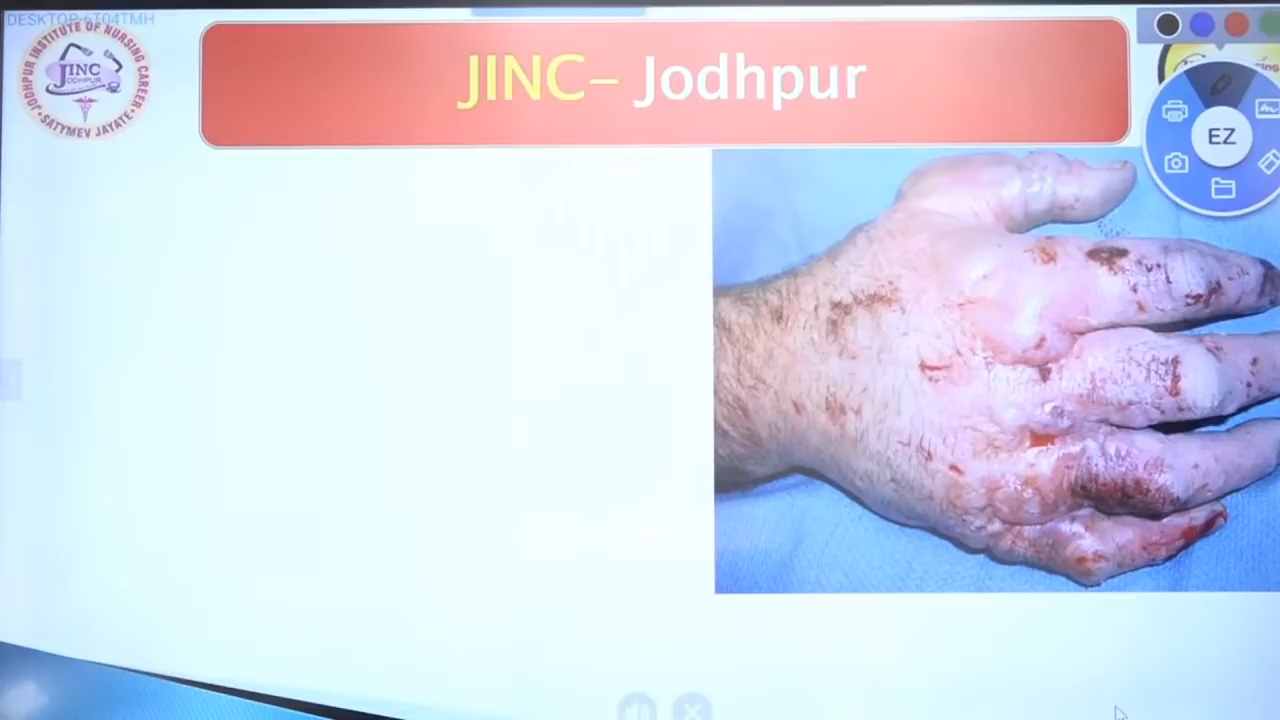 DESKTOP-6T04TMH
JODHPUR INSTITUTE OF NURSING CAREER
JINC
JODHPUR
SATYMEV JAYATE
JINC- Jodhpur
EZ